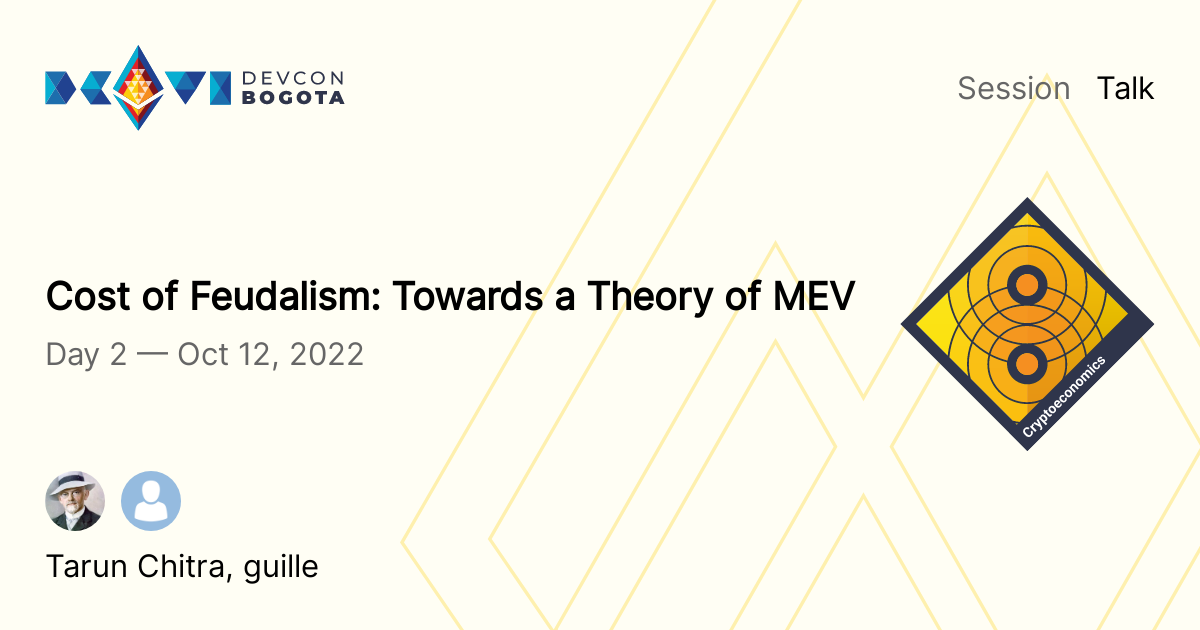 DEVCON
BOGOTA
Session Talk
Cost of Feudalism: Towards a Theory of MEV
Day 2 — Oct 12, 2022
Cryptoeconomics
Tarun Chitra, guille